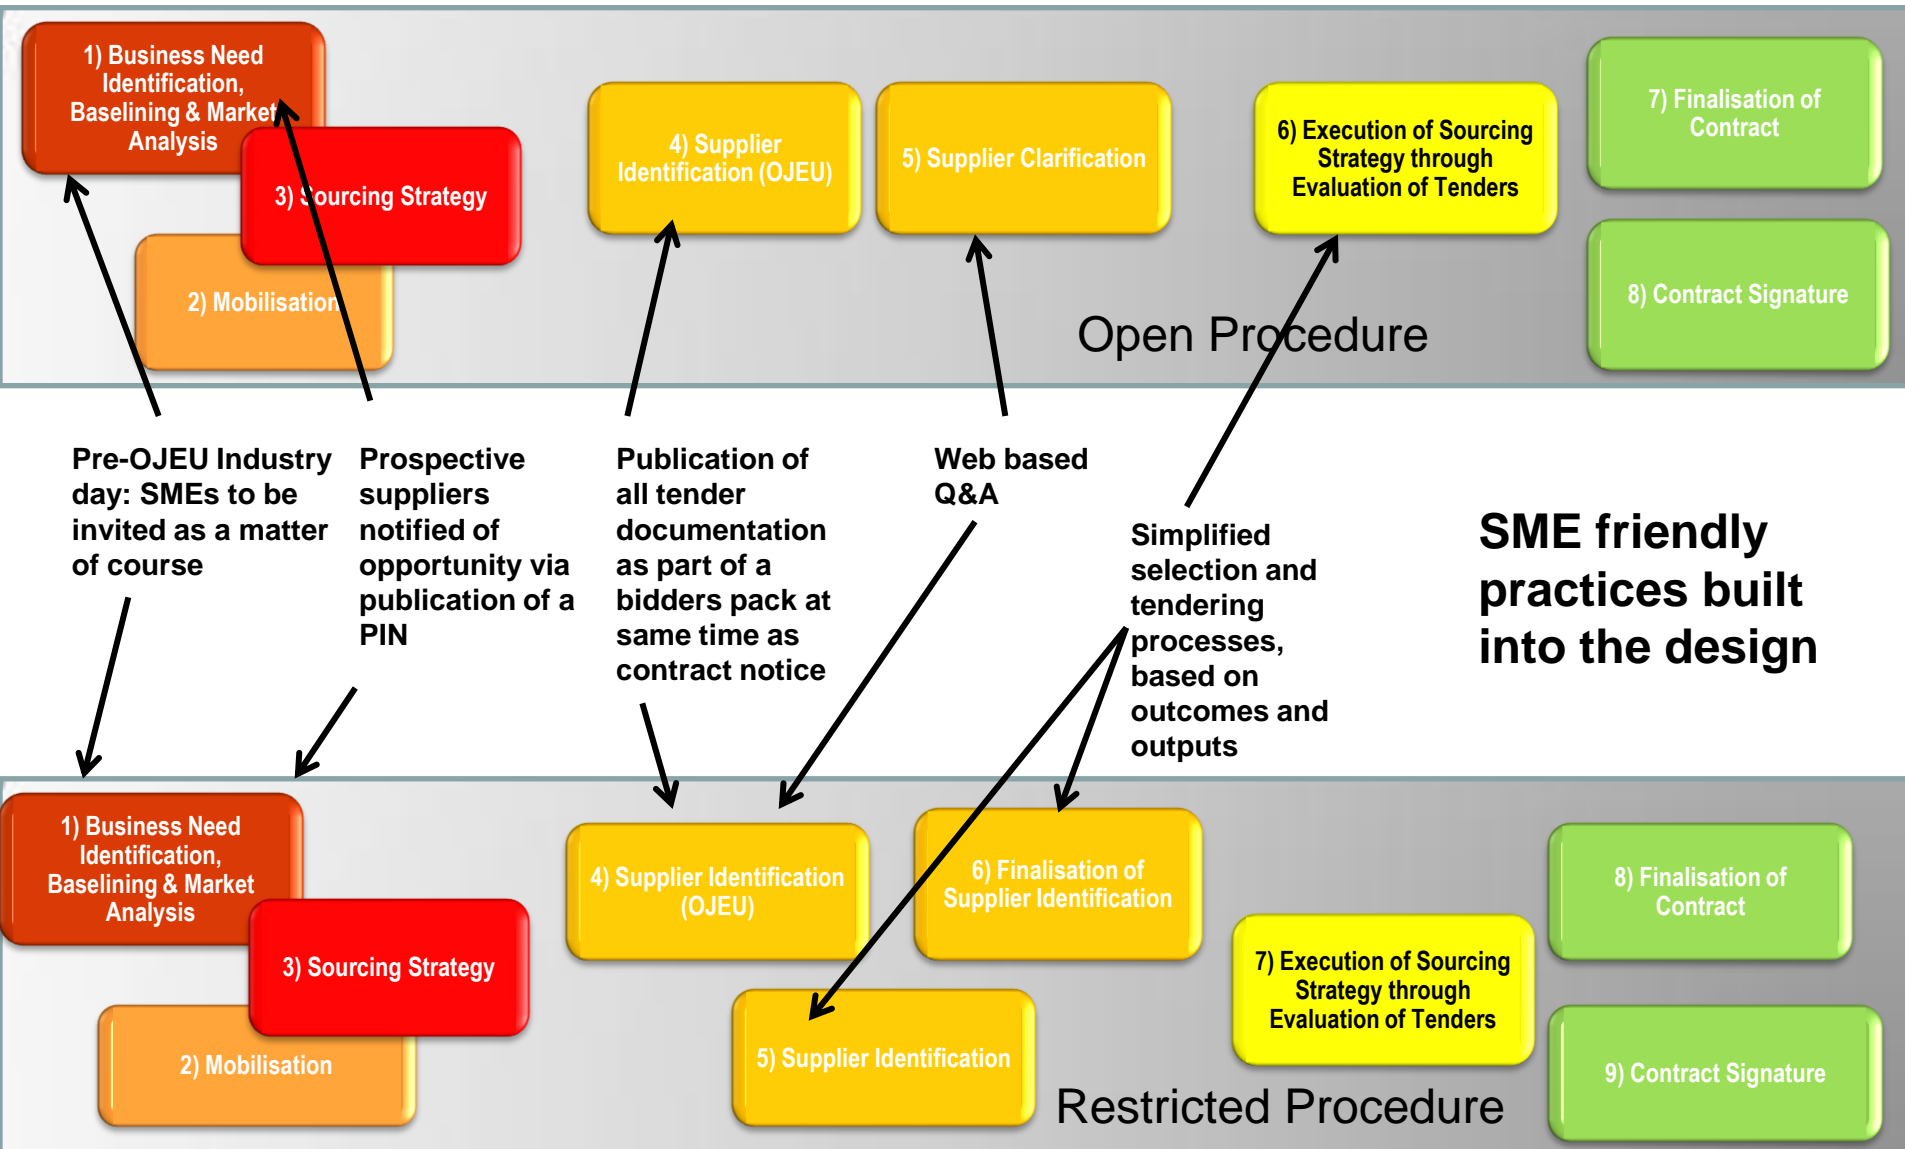 1) Business Need
Identification,
Baselining & Market
Analysis
3) Sourcing Strategy
2) Mobilisation
4) Supplier
Identification (OJEU)
5) Supplier Clarification
6) Execution of Sourcing
Strategy through
Evaluation of Tenders
7) Finalisation of
Contract
8) Contract Signature
Open Procedure
Pre-OJEU Industry
day: SMEs to be
invited as a matter
of course
Prospective
suppliers
notified of
opportunity via
publication of a
PIN
Publication of
all tender
documentation
as part of a
bidders pack at
same time as
contract notice
Web based
Q&A
Simplified
selection and
tendering
processes,
based on
outcomes and
outputs
SME friendly
practices built
into the design
1) Business Need
Identification,
Baselining & Market
Analysis
3) Sourcing Strategy
2) Mobilisation
4) Supplier Identification
(OJEU)
5) Supplier Identification
6) Finalisation of
Supplier Identification
7) Execution of Sourcing
Strategy through
Evaluation of Tenders
8) Finalisation of
Contract
9) Contract Signature
Restricted Procedure